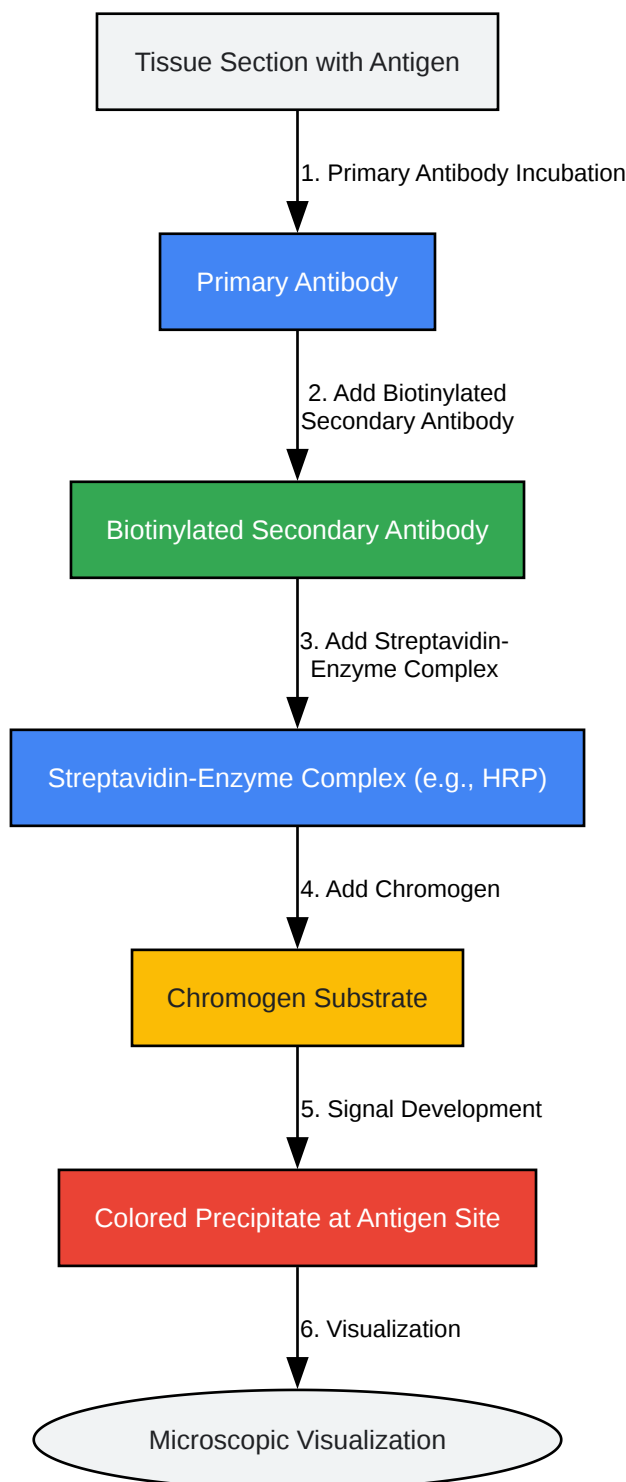 Tissue Section with Antigen
1. Primary Antibody Incubation
Primary Antibody
2. Add Biotinylated
Secondary Antibody
Biotinylated Secondary Antibody
3. Add Streptavidin-
Enzyme Complex
Streptavidin-Enzyme Complex (e.g., HRP)
4. Add Chromogen
Chromogen Substrate
5. Signal Development
Colored Precipitate at Antigen Site
6. Visualization
Microscopic Visualization